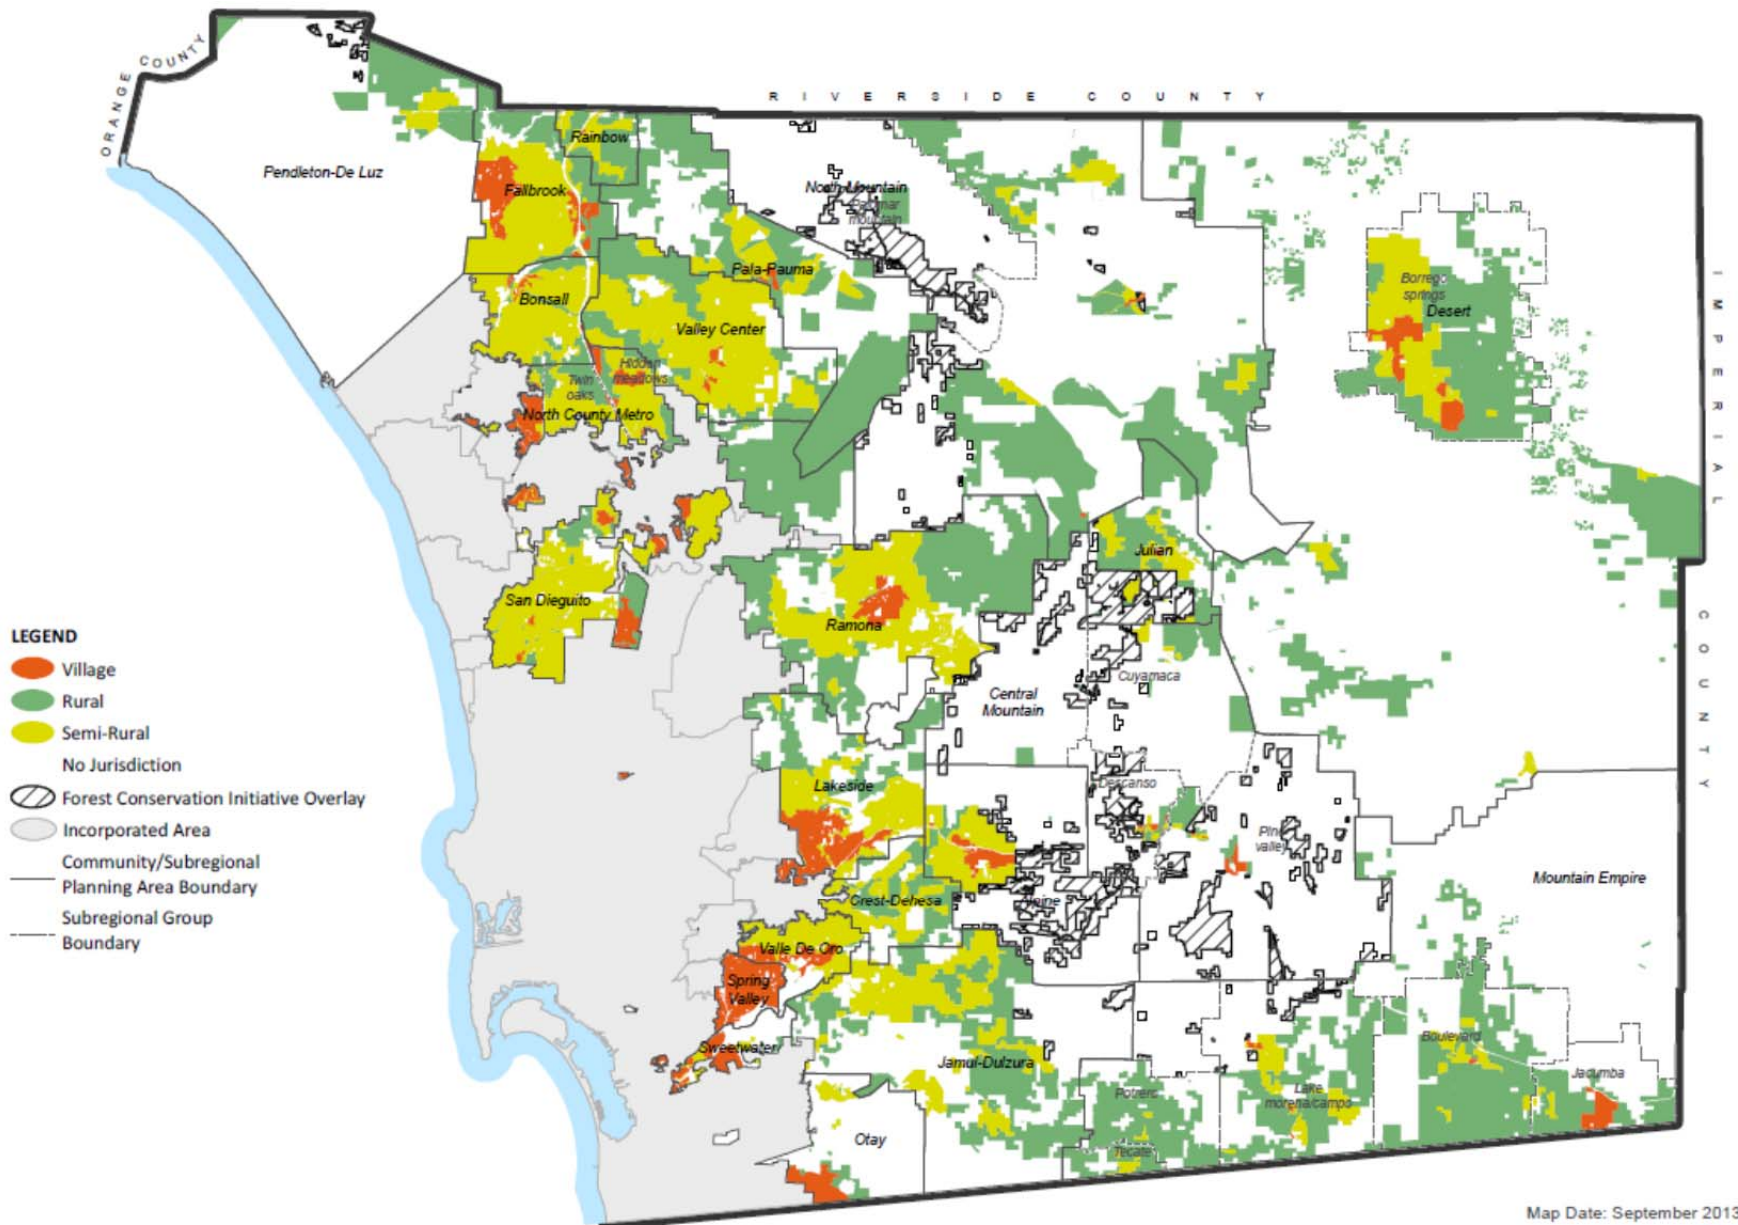 ORANGE COUNTY
RIVERSIDE COUNTY
IMPERIAL COUNTY
Pendleton-De Luz
Rainbow
Fallbrook
North Mountain
Palomar
mountain
Pala-Pauma
Bonsall
Valley Center
Borrego
springs
Desert
Hidden
meadows
Twin
oaks
North County Metro
Julian
San Dieguito
Ramona
Cuyamaca
Central
Mountain
Descanso
Lakeside
Pine
valley
Mountain Empire
Crest-Dehesa
Alpine
Valle De Oro
Spring
Valley
Sweetwater
Jamul-Dulzura
Boulevard
Jacumba
Potrero
Lake
morena/campo
Otay
Tecate
LEGEND
Village
Rural
Semi-Rural
No Jurisdiction
Forest Conservation Initiative Overlay
Incorporated Area
Community/Subregional
Planning Area Boundary
Subregional Group
Boundary
Map Date: September 2013